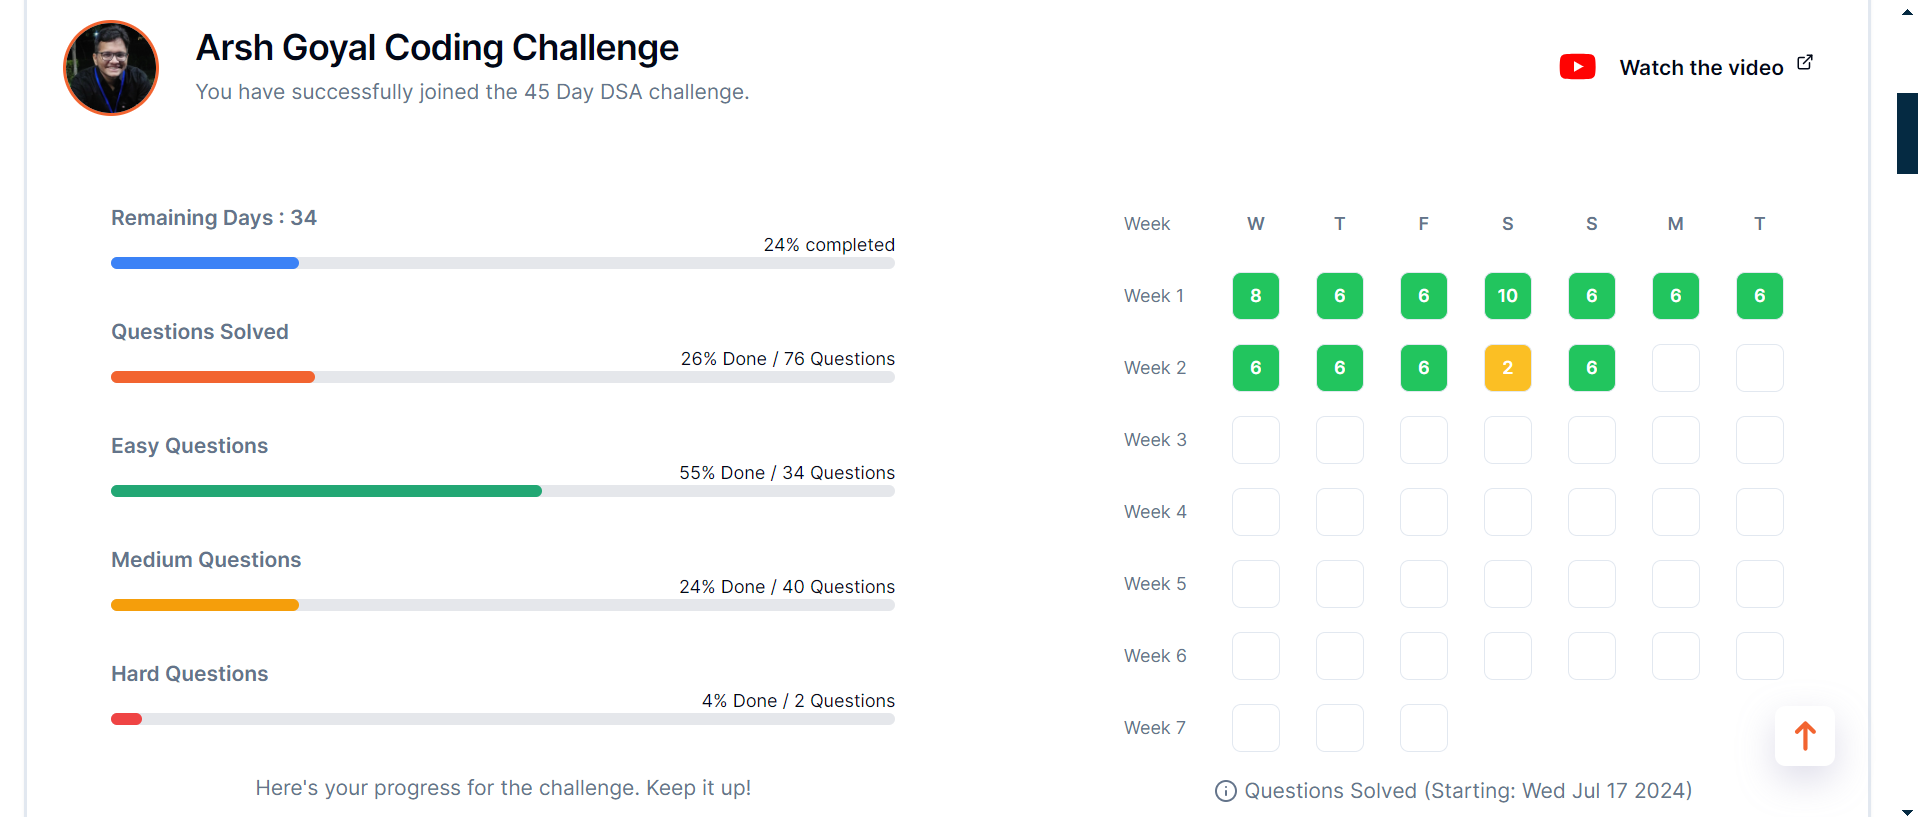 Arsh Goyal Coding Challenge
You have successfully joined the 45 Day DSA challenge.
Watch the video
Remaining Days : 34
24% completed
Questions Solved
26% Done / 76 Questions
Easy Questions
55% Done / 34 Questions
Medium Questions
24% Done / 40 Questions
Hard Questions
4% Done / 2 Questions
Here's your progress for the challenge. Keep it up!
Week W T F S S M T
Week 1 8 6 6 10 6 6 6
Week 2 6 6 6 2 6
Week 3
Week 4
Week 5
Week 6
Week 7
Questions Solved (Starting: Wed Jul 17 2024)